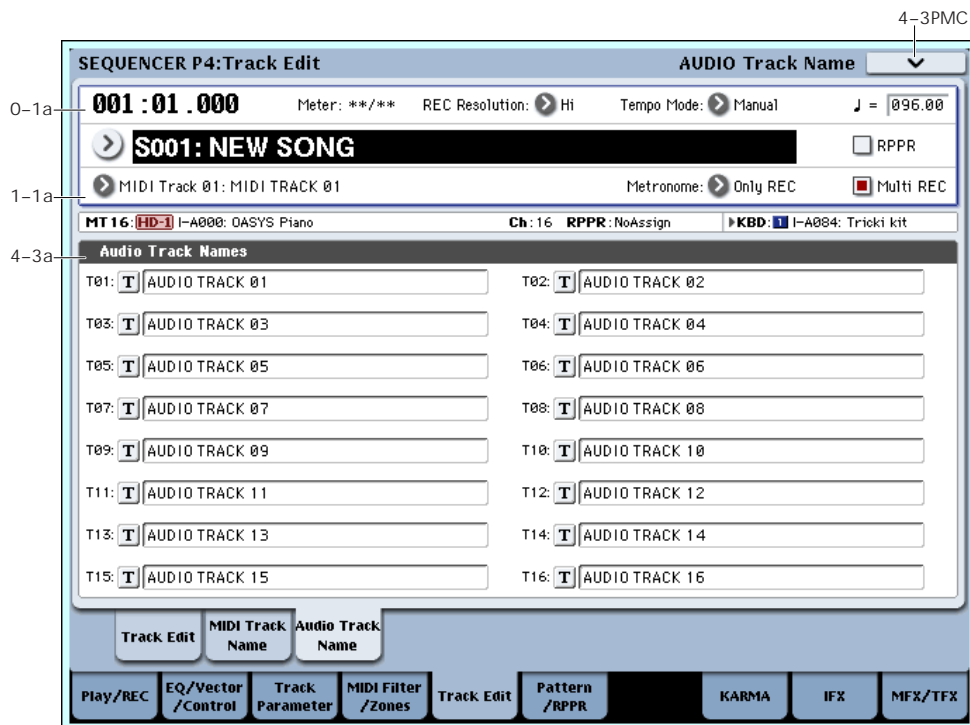 4–3PMC
SEQUENCER P4:Track Edit AUDIO Track Name
0–1a 001:01.000 Meter: **/** REC Resolution: Hi Tempo Mode: Manual ♩ = 096.00
S001: NEW SONG RPPR
1–1a MIDI Track 01: MIDI TRACK 01 Metronome: Only REC Multi REC
MT16: HD-1 I-A000: OASYS Piano Ch:16 RPPR:NoAssign KBD: 1 I-A084: Tricki kit
4–3a Audio Track Names
T01: T AUDIO TRACK 01 T02: T AUDIO TRACK 02
T03: T AUDIO TRACK 03 T04: T AUDIO TRACK 04
T05: T AUDIO TRACK 05 T06: T AUDIO TRACK 06
T07: T AUDIO TRACK 07 T08: T AUDIO TRACK 08
T09: T AUDIO TRACK 09 T10: T AUDIO TRACK 10
T11: T AUDIO TRACK 11 T12: T AUDIO TRACK 12
T13: T AUDIO TRACK 13 T14: T AUDIO TRACK 14
T15: T AUDIO TRACK 15 T16: T AUDIO TRACK 16
Track Edit
MIDI Track
Name
Audio Track
Name
Play/REC
EQ/Vector
/Control
Track
Parameter
MIDI Filter
/Zones
Track Edit
Pattern
/RPPR
KARMA
IFX
MFX/TFX